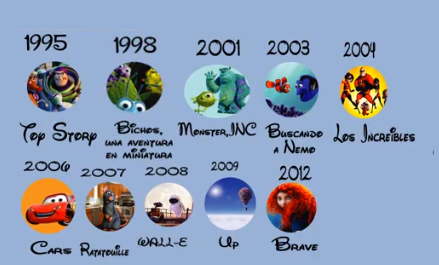 1995 1998 2001 2003 2004
Toy Story Bichos, Monster,INC Buscando Los Increíbles
una aventura a Nemo
en miniatura
2006 2007 2008 2009 2012
Cars Ratatouille WALL-E Up Brave